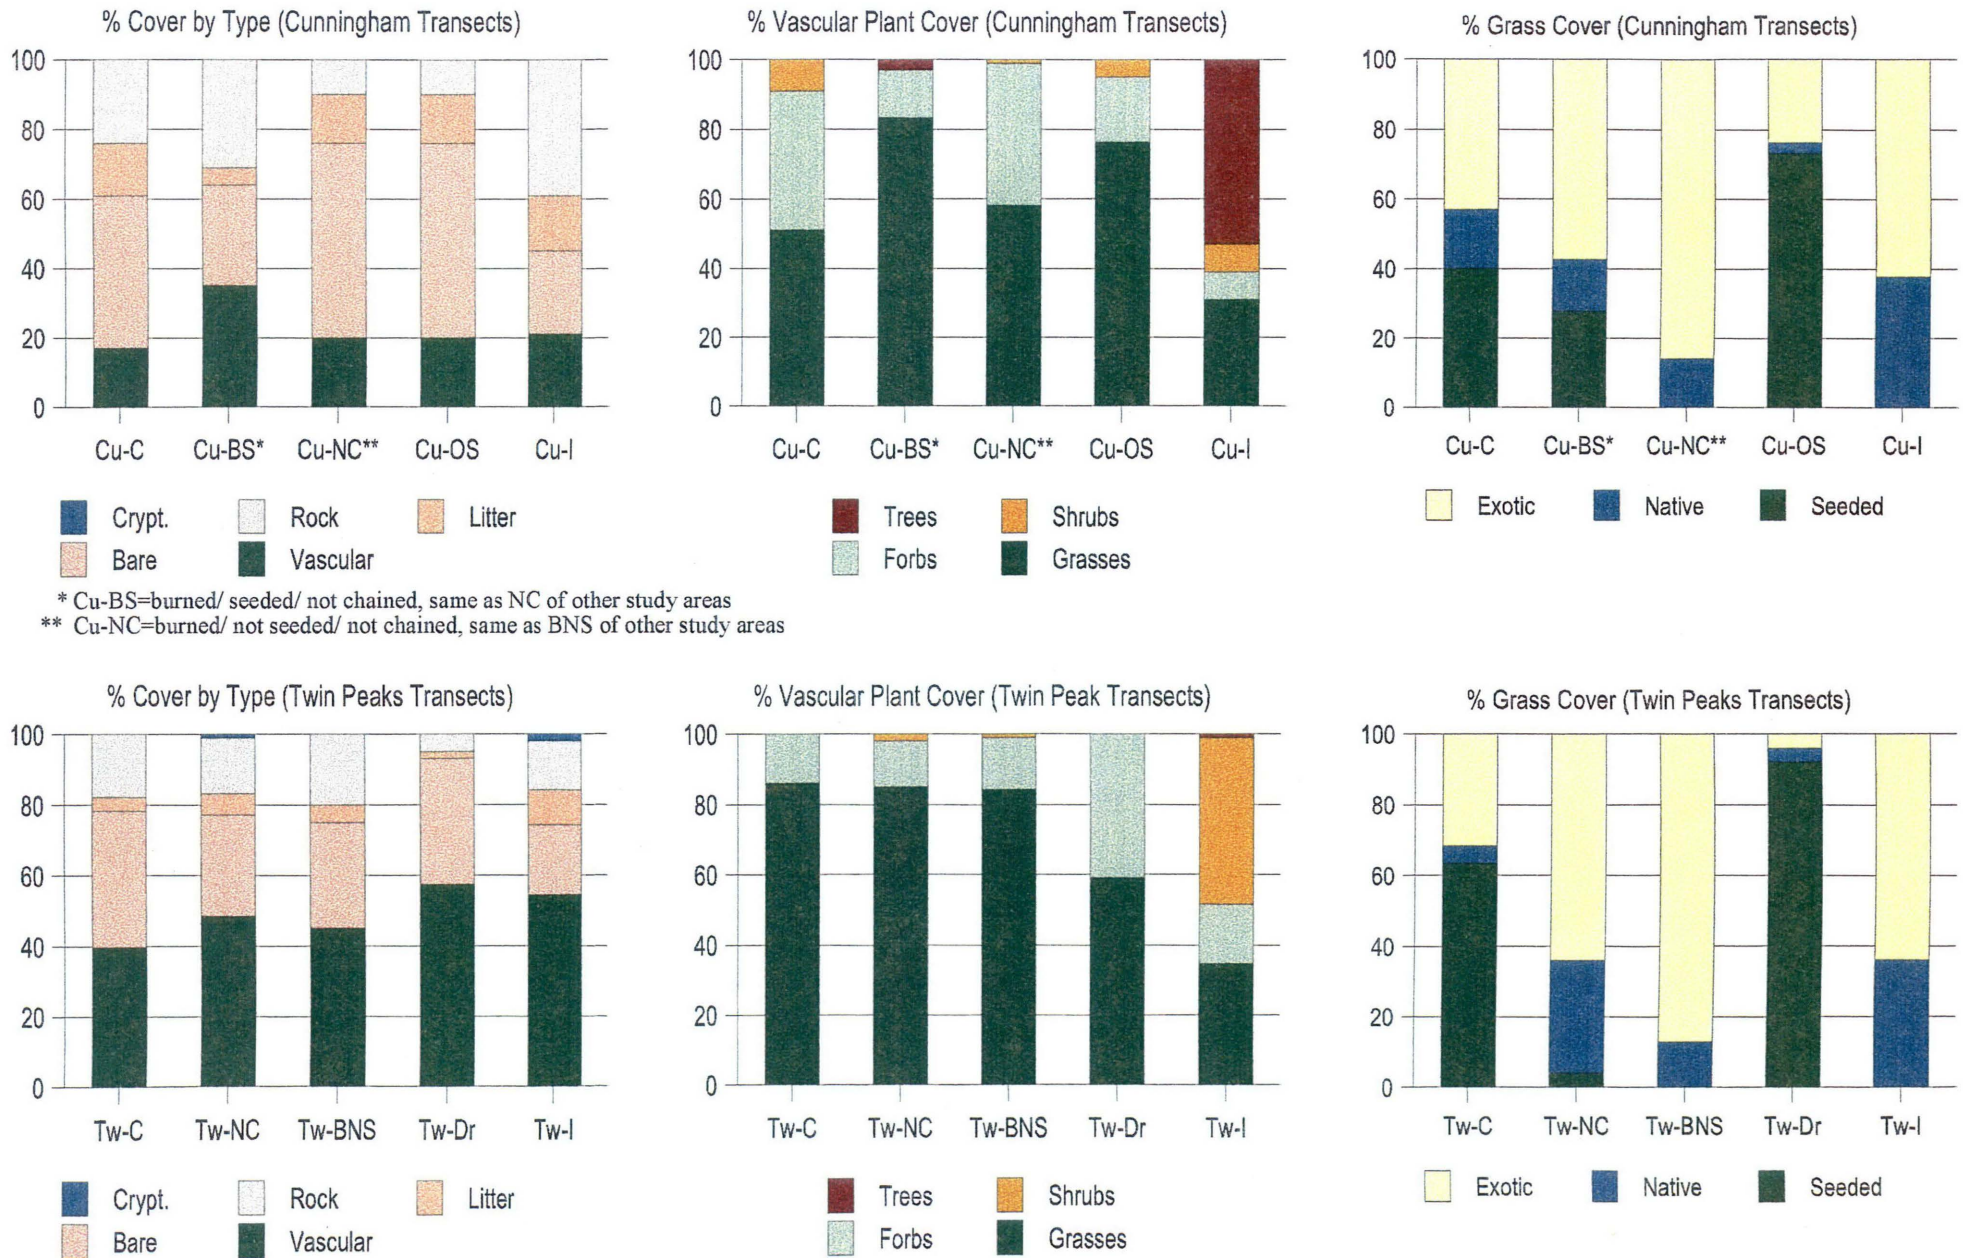 % Cover by Type (Cunningham Transects)
100
80
60
40
20
0
Cu-C Cu-BS* Cu-NC** Cu-OS Cu-I
Crypt. Rock Litter
Bare Vascular
% Vascular Plant Cover (Cunningham Transects)
100
80
60
40
20
0
Cu-C Cu-BS* Cu-NC** Cu-OS Cu-I
Trees Shrubs
Forbs Grasses
% Grass Cover (Cunningham Transects)
100
80
60
40
20
0
Cu-C Cu-BS* Cu-NC** Cu-OS Cu-I
Exotic Native Seeded
* Cu-BS=burned/ seeded/ not chained, same as NC of other study areas
** Cu-NC=burned/ not seeded/ not chained, same as BNS of other study areas
% Cover by Type (Twin Peaks Transects)
100
80
60
40
20
0
Tw-C Tw-NC Tw-BNS Tw-Dr Tw-I
Crypt. Rock Litter
Bare Vascular
% Vascular Plant Cover (Twin Peak Transects)
100
80
60
40
20
0
Tw-C Tw-NC Tw-BNS Tw-Dr Tw-I
Trees Shrubs
Forbs Grasses
% Grass Cover (Twin Peaks Transects)
100
80
60
40
20
0
Tw-C Tw-NC Tw-BNS Tw-Dr Tw-I
Exotic Native Seeded